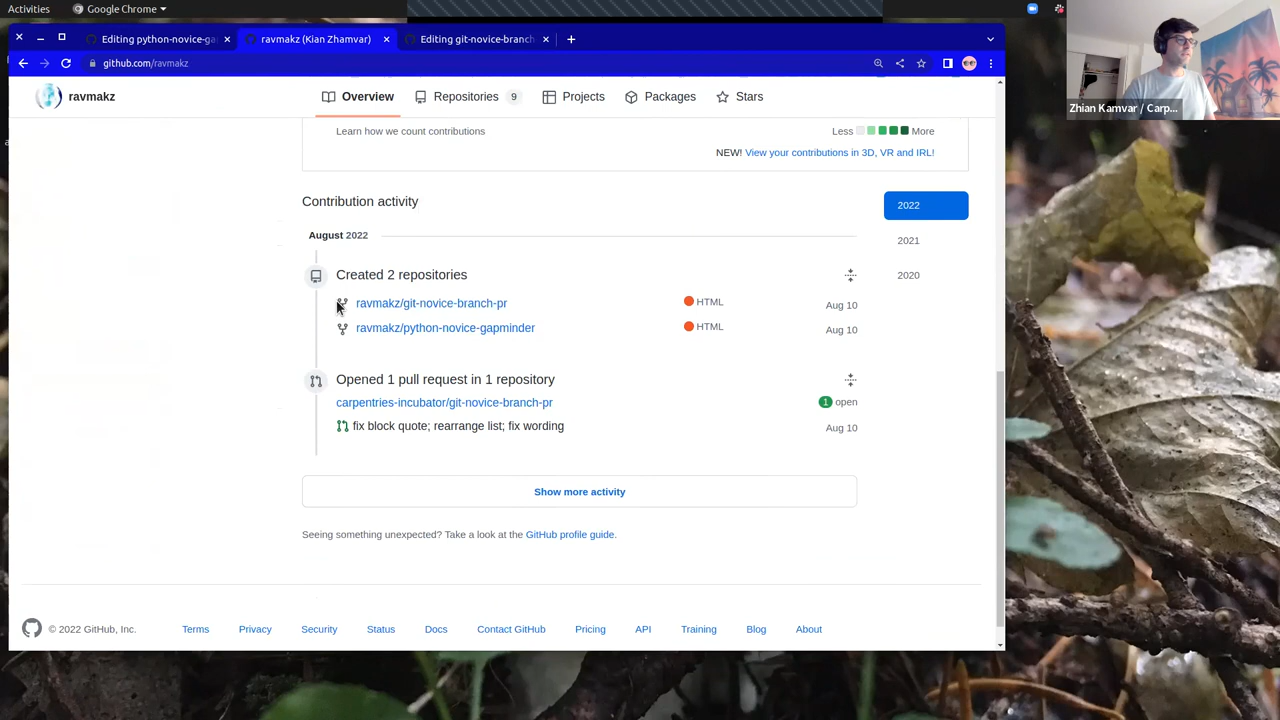 Activities Google Chrome
Editing python-novice-ga ravmakz (Kian Zhamvar) Editing git-novice-branch
github.com/ravmakz
ravmakz Overview Repositories 9 Projects Packages Stars
Zhian Kamvar / Carp...
Learn how we count contributions Less More
NEW! View your contributions in 3D, VR and IRL!
Contribution activity
2022
August 2022
2021
Created 2 repositories
2020
ravmakz/git-novice-branch-pr HTML Aug 10
ravmakz/python-novice-gapminder HTML Aug 10
Opened 1 pull request in 1 repository
carpentries-incubator/git-novice-branch-pr 1 open
fix block quote; rearrange list; fix wording Aug 10
Show more activity
Seeing something unexpected? Take a look at the GitHub profile guide.
© 2022 GitHub, Inc. Terms Privacy Security Status Docs Contact GitHub Pricing API Training Blog About